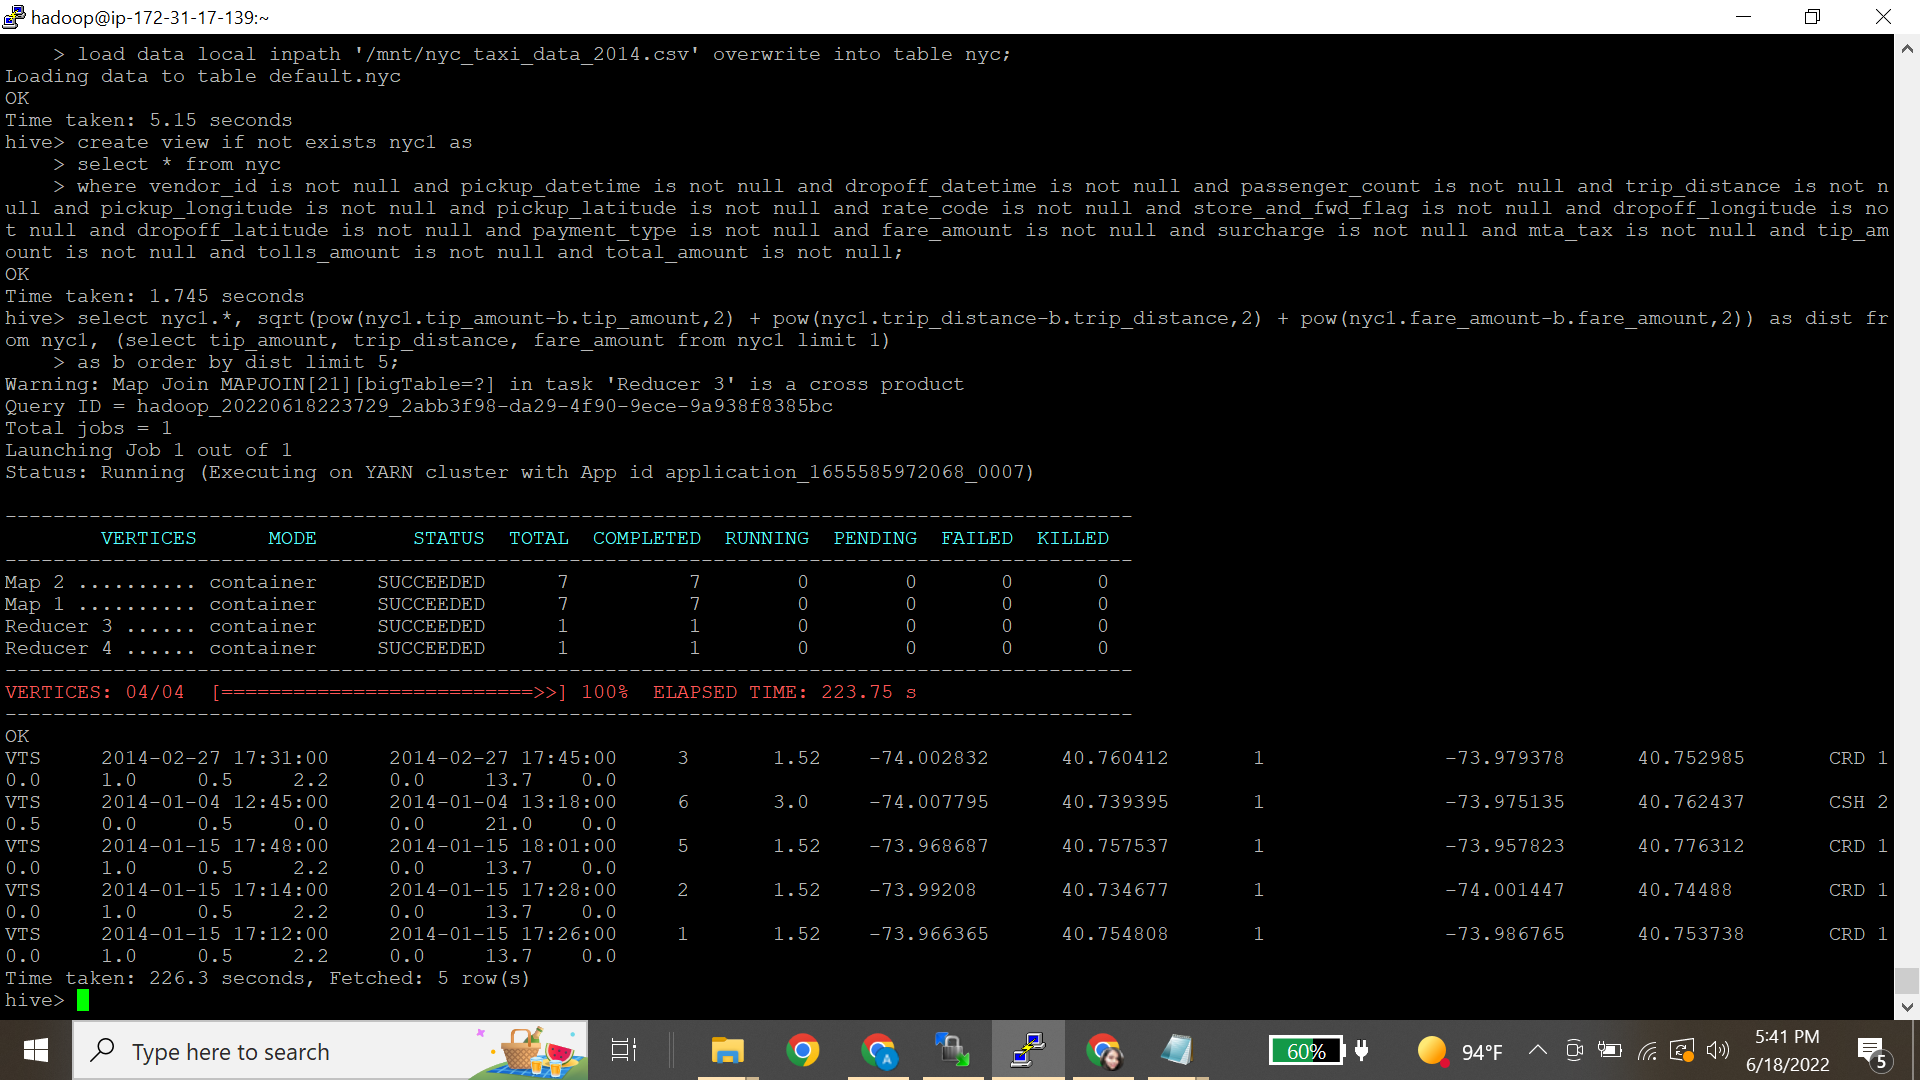 hadoop@ip-172-31-17-139:~
    > load data local inpath '/mnt/nyc_taxi_data_2014.csv' overwrite into table nyc;
Loading data to table default.nyc
OK
Time taken: 5.15 seconds
hive> create view if not exists nyc1 as
    > select * from nyc
    > where vendor_id is not null and pickup_datetime is not null and dropoff_datetime is not null and passenger_count is not null and trip_distance is not n
ull and pickup_longitude is not null and pickup_latitude is not null and rate_code is not null and store_and_fwd_flag is not null and dropoff_longitude is no
t null and dropoff_latitude is not null and payment_type is not null and fare_amount is not null and surcharge is not null and mta_tax is not null and tip_am
ount is not null and tolls_amount is not null and total_amount is not null;
OK
Time taken: 1.745 seconds
hive> select nyc1.*, sqrt(pow(nyc1.tip_amount-b.tip_amount,2) + pow(nyc1.trip_distance-b.trip_distance,2) + pow(nyc1.fare_amount-b.fare_amount,2)) as dist fr
om nyc1, (select tip_amount, trip_distance, fare_amount from nyc1 limit 1)
    > as b order by dist limit 5;
Warning: Map Join MAPJOIN[21][bigTable=?] in task 'Reducer 3' is a cross product
Query ID = hadoop_20220618223729_2abb3f98-da29-4f90-9ece-9a938f8385bc
Total jobs = 1
Launching Job 1 out of 1
Status: Running (Executing on YARN cluster with App id application_1655585972068_0007)
----------------------------------------------------------------------------------------------
        VERTICES      MODE        STATUS  TOTAL  COMPLETED  RUNNING  PENDING  FAILED  KILLED
----------------------------------------------------------------------------------------------
Map 2 .......... container     SUCCEEDED      7          7        0        0       0       0
Map 1 .......... container     SUCCEEDED      7          7        0        0       0       0
Reducer 3 ...... container     SUCCEEDED      1          1        0        0       0       0
Reducer 4 ...... container     SUCCEEDED      1          1        0        0       0       0
----------------------------------------------------------------------------------------------
VERTICES: 04/04  [==========================>>] 100%  ELAPSED TIME: 223.75 s
----------------------------------------------------------------------------------------------
OK
VTS     2014-02-27 17:31:00     2014-02-27 17:45:00     3       1.52    -74.002832      40.760412       1               -73.979378      40.752985       CRD 1
0.0     1.0     0.5     2.2     0.0     13.7    0.0
VTS     2014-01-04 12:45:00     2014-01-04 13:18:00     6       3.0     -74.007795      40.739395       1               -73.975135      40.762437       CSH 2
0.5     0.0     0.5     0.0     0.0     21.0    0.0
VTS     2014-01-15 17:48:00     2014-01-15 18:01:00     5       1.52    -73.968687      40.757537       1               -73.957823      40.776312       CRD 1
0.0     1.0     0.5     2.2     0.0     13.7    0.0
VTS     2014-01-15 17:14:00     2014-01-15 17:28:00     2       1.52    -73.99208       40.734677       1               -74.001447      40.74488        CRD 1
0.0     1.0     0.5     2.2     0.0     13.7    0.0
VTS     2014-01-15 17:12:00     2014-01-15 17:26:00     1       1.52    -73.966365      40.754808       1               -73.986765      40.753738       CRD 1
0.0     1.0     0.5     2.2     0.0     13.7    0.0
Time taken: 226.3 seconds, Fetched: 5 row(s)
hive>
Type here to search
A
60%
94°F
5:41 PM
6/18/2022
5